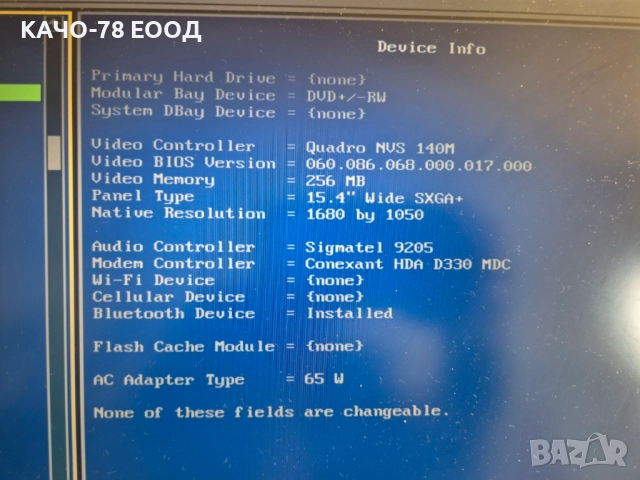 КАЧО-78 ЕООД
Device Info
Primary Hard Drive = {none}
Modular Bay Device = DVD+/-RW
System DBay Device = {none}
Video Controller = Quadro NVS 140M
Video BIOS Version = 060.086.068.000.017.000
Video Memory = 256 MB
Panel Type = 15.4" Wide SXGA+
Native Resolution = 1680 by 1050
Audio Controller = Sigmatel 9205
Modem Controller = Conexant HDA D330 MDC
Wi-Fi Device = {none}
Cellular Device = {none}
Bluetooth Device = Installed
Flash Cache Module = {none}
AC Adapter Type = 65 W
None of these fields are changeable.
BAZAR